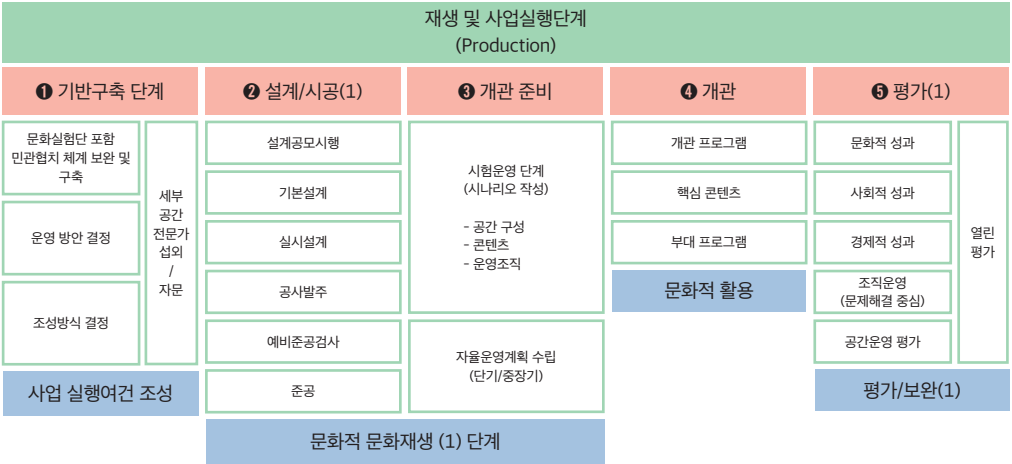 재생 및 사업실행단계
(Production)
❶ 기반구축 단계
문화실험단 포함
민관협치 체계 보완 및
구축
운영 방안 결정
조성방식 결정
세부
공간
전문가
섭외
/
자문
사업 실행여건 조성
❷ 설계/시공(1)
설계공모시행
기본설계
실시설계
공사발주
예비준공검사
준공
❸ 개관 준비
시험운영 단계
(시나리오 작성)
- 공간 구성
- 콘텐츠
- 운영조직
자율운영계획 수립
(단기/중장기)
문화적 문화재생 (1) 단계
❹ 개관
개관 프로그램
핵심 콘텐츠
부대 프로그램
문화적 활용
❺ 평가(1)
문화적 성과
사회적 성과
경제적 성과
조직운영
(문제해결 중심)
공간운영 평가
열린
평가
평가/보완(1)